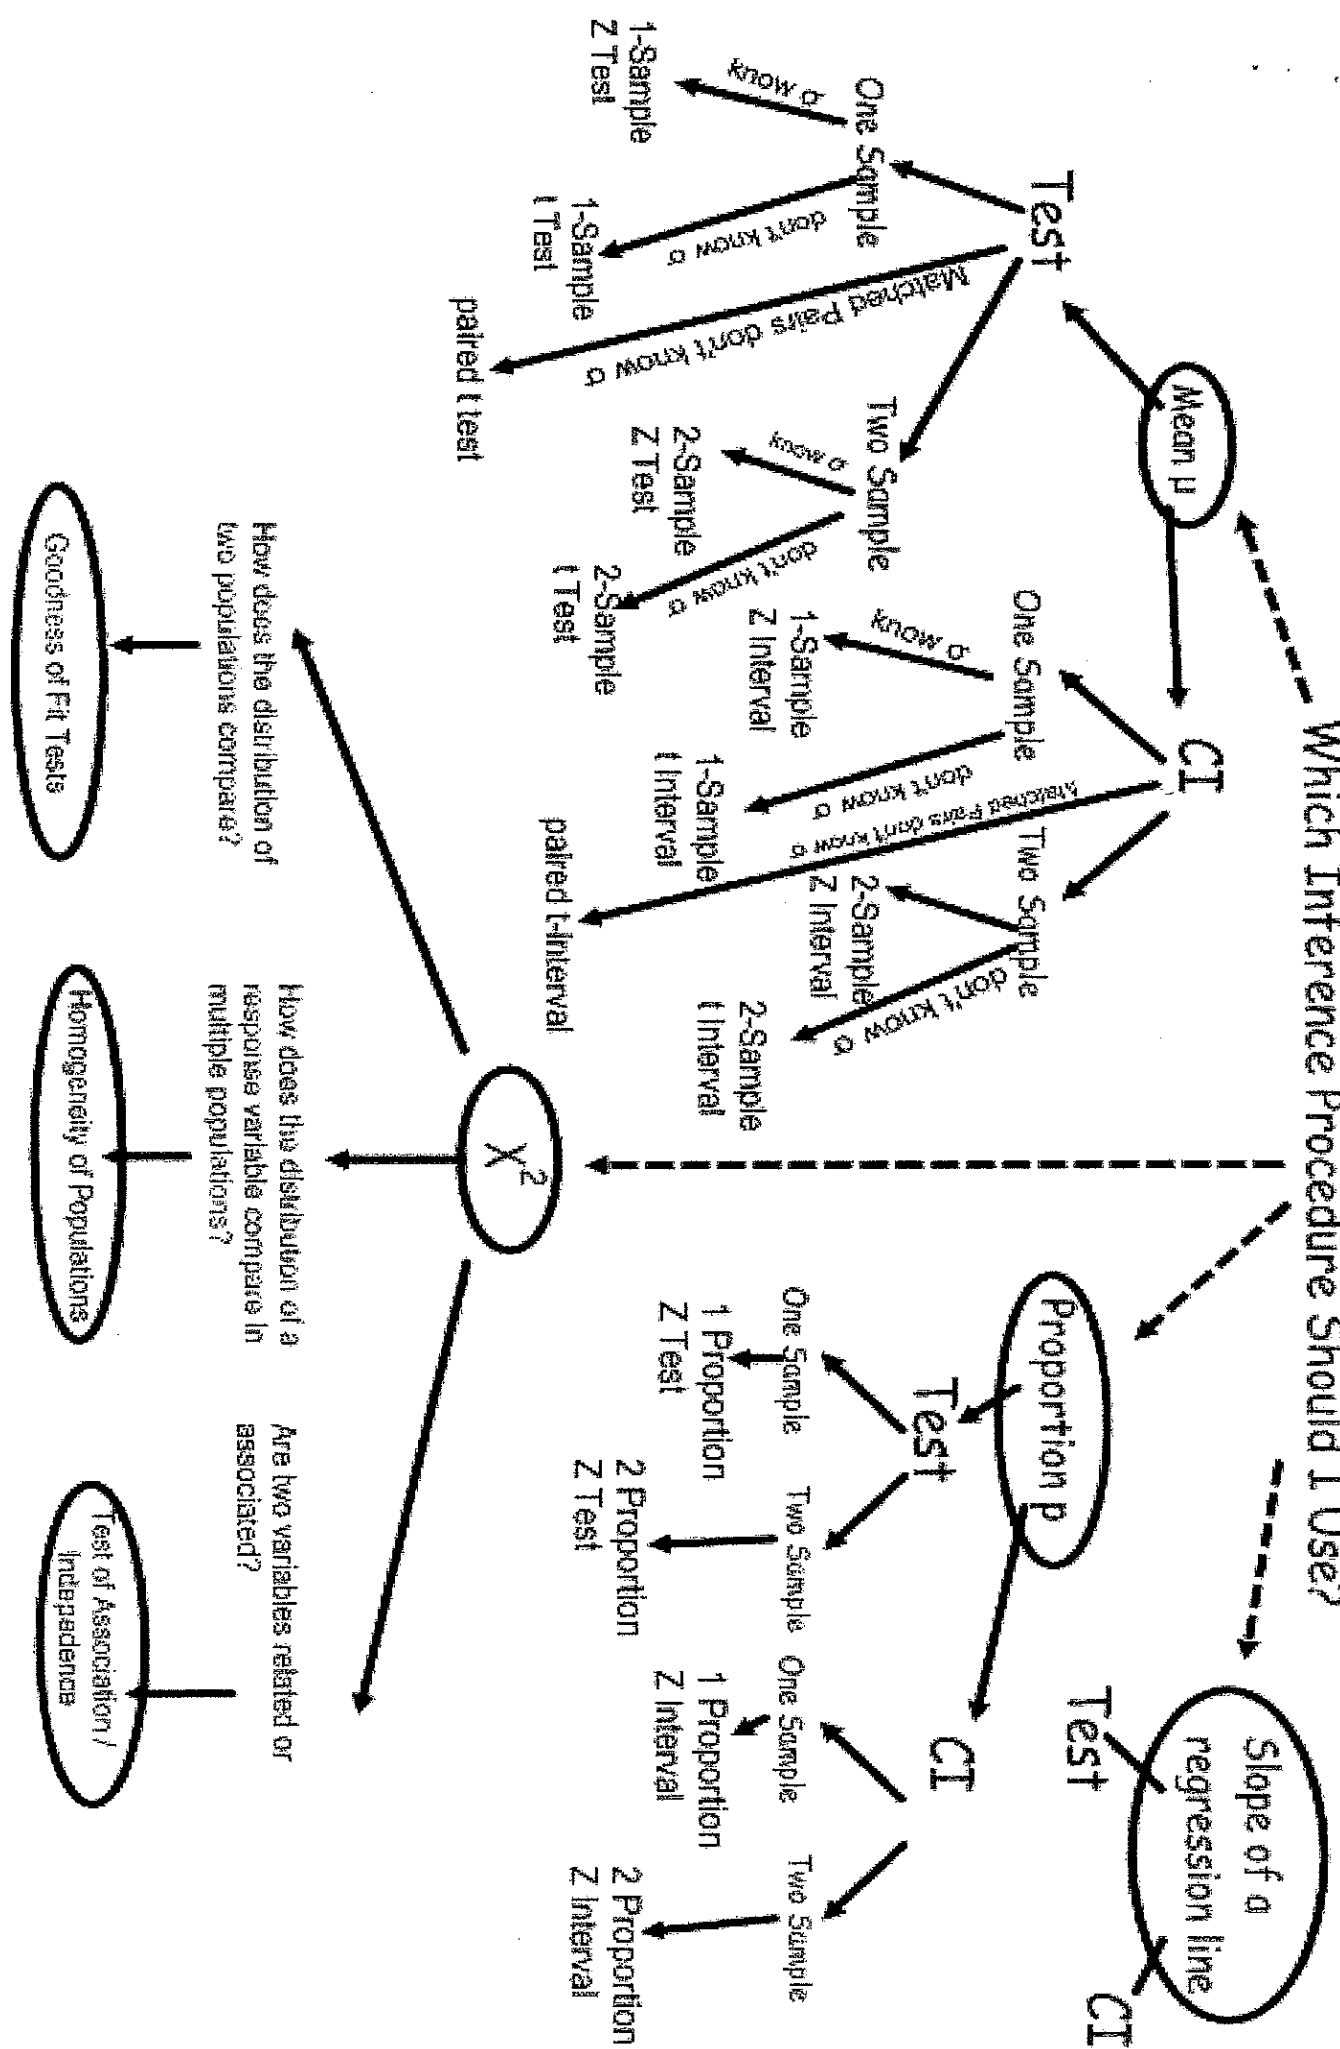 Which Inference Procedure Should I Use?
Mean μ
Test
One Sample
know σ
1-Sample
Z Test
don't know σ
1-Sample
t Test
Matched Pairs don't know σ
paired t test
Two Sample
know σ
2-Sample
Z Test
don't know σ
2-Sample
t Test
CI
One Sample
know σ
1-Sample
Z Interval
don't know σ
1-Sample
t Interval
Matched Pairs don't know σ
paired t-Interval
Two Sample
2-Sample
Z Interval
don't know σ
2-Sample
t Interval
X²
How does the distribution of
two populations compare?
Goodness of Fit Tests
How does the distribution of a
response variable compare in
multiple populations?
Homogeneity of Populations
Are two variables related or
associated?
Test of Association /
Indepedence
Proportion p
Test
One Sample
1 Proportion
Z Test
Two Sample
2 Proportion
Z Test
CI
One Sample
1 Proportion
Z Interval
Two Sample
2 Proportion
Z Interval
Slope of a
regression line
Test
CI